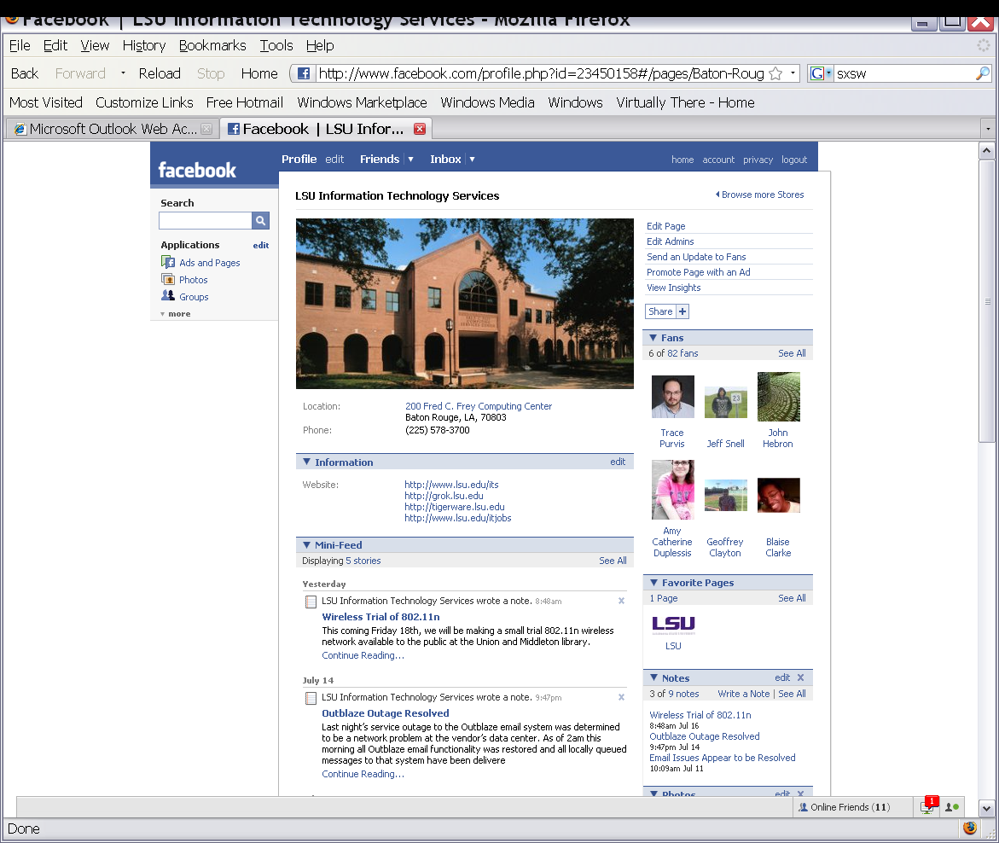 Facebook | LSU Information Technology Services - Mozilla Firefox
File Edit View History Bookmarks Tools Help
Back Forward Reload Stop Home http://www.facebook.com/profile.php?id=23450158#/pages/Baton-Roug G sxsw
Most Visited Customize Links Free Hotmail Windows Marketplace Windows Media Windows Virtually There - Home
Microsoft Outlook Web Ac... Facebook | LSU Infor...
facebook
Profile edit Friends Inbox home account privacy logout
Search
Applications edit
Ads and Pages
Photos
Groups
more
LSU Information Technology Services
Browse more Stores
Location: 200 Fred C. Frey Computing Center
Baton Rouge, LA, 70803
Phone: (225) 578-3700
Information edit
Website: http://www.lsu.edu/its
http://grok.lsu.edu
http://tigerware.lsu.edu
http://www.lsu.edu/itjobs
Mini-Feed
Displaying 5 stories See All
Yesterday
LSU Information Technology Services wrote a note. 8:48am
Wireless Trial of 802.11n
This coming Friday 18th, we will be making a small trial 802.11n wireless
network available to the public at the Union and Middleton library.
Continue Reading...
July 14
LSU Information Technology Services wrote a note. 9:47pm
Outblaze Outage Resolved
Last night's service outage to the Outblaze email system was determined
to be a network problem at the vendor's data center. As of 2am this
morning all Outblaze email functionality was restored and all locally queued
messages to that system have been delivere
Continue Reading...
Edit Page
Edit Admins
Send an Update to Fans
Promote Page with an Ad
View Insights
Share +
Fans
6 of 82 fans See All
23
Trace
Purvis
Jeff Snell
John
Hebron
Amy
Catherine
Duplessis
Geoffrey
Clayton
Blaise
Clarke
Favorite Pages
1 Page See All
LSU
LSU
Notes edit
3 of 9 notes Write a Note | See All
Wireless Trial of 802.11n
8:48am Jul 16
Outblaze Outage Resolved
9:47pm Jul 14
Email Issues Appear to be Resolved
10:09am Jul 11
Photos edit
Online Friends (11) 1
Done